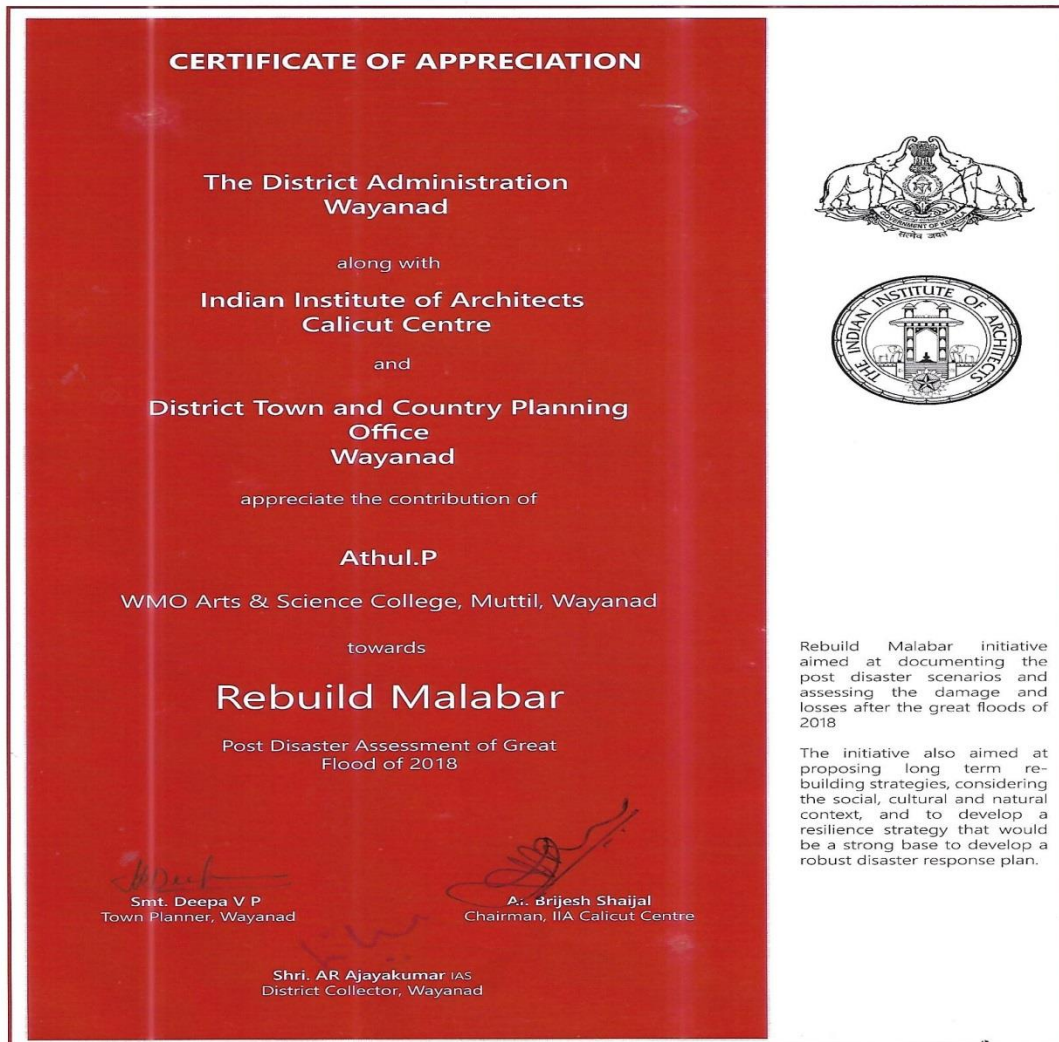 CERTIFICATE OF APPRECIATION
The District Administration
Wayanad
along with
Indian Institute of Architects
Calicut Centre
and
District Town and Country Planning
Office
Wayanad
appreciate the contribution of
Athul.P
WMO Arts & Science College, Muttil, Wayanad
towards
Rebuild Malabar
Post Disaster Assessment of Great
Flood of 2018
Smt. Deepa V P
Town Planner, Wayanad
Ar. Brijesh Shaijal
Chairman, IIA Calicut Centre
Shri. AR Ajayakumar IAS
District Collector, Wayanad
GOVERNMENT OF KERALA
सत्यमेव जयते
THE INDIAN INSTITUTE OF ARCHITECTS
Rebuild Malabar initiative
aimed at documenting the
post disaster scenarios and
assessing the damage and
losses after the great floods of
2018
The initiative also aimed at
proposing long term re-
building strategies, considering
the social, cultural and natural
context, and to develop a
resilience strategy that would
be a strong base to develop a
robust disaster response plan.